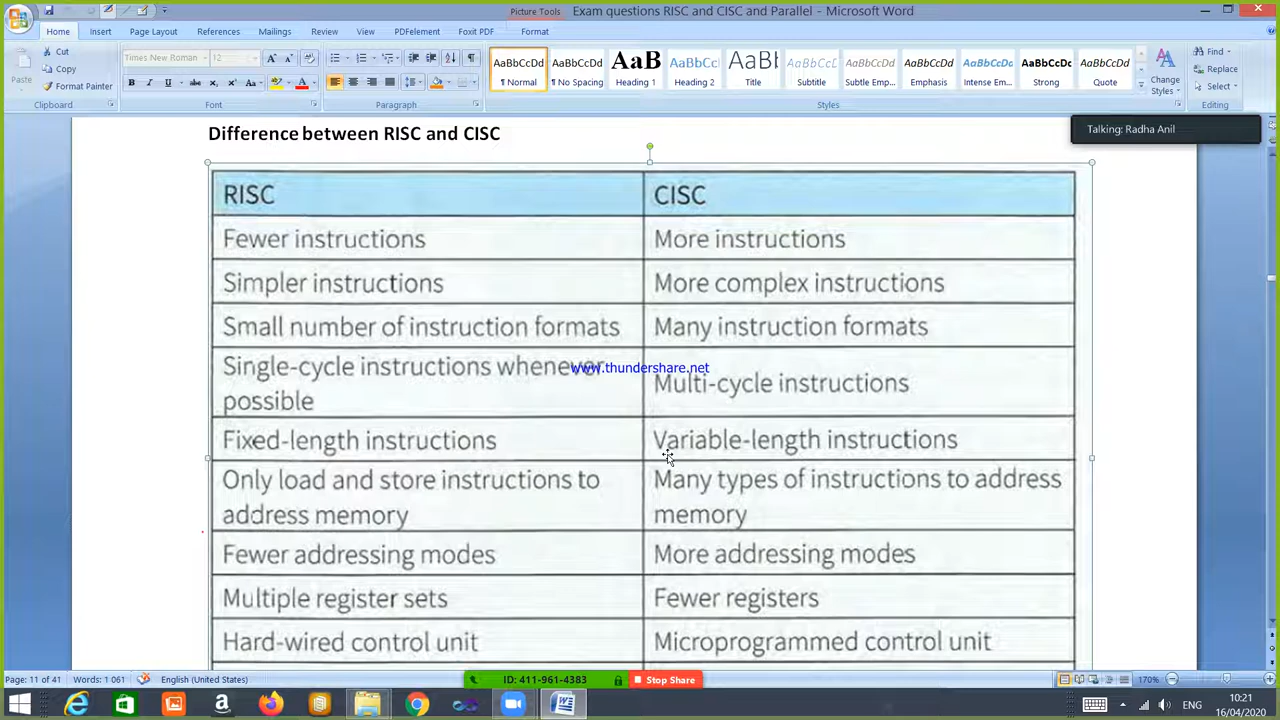 Picture Tools
Exam questions RISC and CISC and Parallel - Microsoft Word
Home
Insert
Page Layout
References
Mailings
Review
View
PDFelement
Foxit PDF
Format
Paste
Cut
Copy
Format Painter
Clipboard
Times New Roman
12
Font
Paragraph
AaBbCcDd
¶ Normal
AaBbCcDd
¶ No Spacing
AaB
Heading 1
AaBbCc
Heading 2
AaBb
Title
AaBbCcDd
Subtitle
AaBbCcDd
Subtle Emp...
AaBbCcDd
Emphasis
AaBbCcDd
Intense Em...
AaBbCcDd
Strong
AaBbCcDd
Quote
Change
Styles
Styles
Find
Replace
Select
Editing
Talking: Radha Anil
Difference between RISC and CISC
RISC
CISC
Fewer instructions
More instructions
Simpler instructions
More complex instructions
Small number of instruction formats
Many instruction formats
Single-cycle instructions whenever
possible
www.thundershare.net
Multi-cycle instructions
Fixed-length instructions
Variable-length instructions
Only load and store instructions to
address memory
Many types of instructions to address
memory
Fewer addressing modes
More addressing modes
Multiple register sets
Fewer registers
Hard-wired control unit
Microprogrammed control unit
Page: 11 of 41
Words: 1 061
English (United States)
ID: 411-961-4383
Stop Share
170%
ENG
10:21
16/04/2020